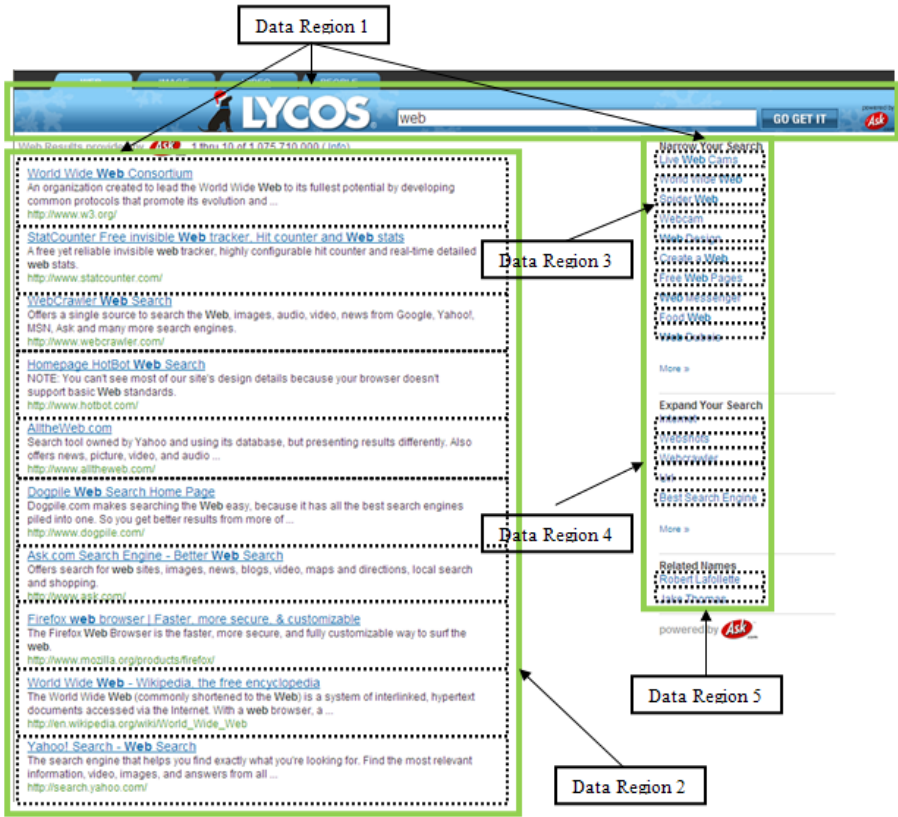 Data Region 1
WEB IMAGE VIDEO PEOPLE
LYCOS
web
GO GET IT
powered by
Ask
Web Results provided by Ask 1 thru 10 of 1,075,710,000 (Info)
World Wide Web Consortium
An organization created to lead the World Wide Web to its fullest potential by developing
common protocols that promote its evolution and ...
http://www.w3.org/
StatCounter Free invisible Web tracker, Hit counter and Web stats
A free yet reliable invisible web tracker, highly configurable hit counter and real-time detailed
web stats.
http://www.statcounter.com/
WebCrawler Web Search
Offers a single source to search the Web, images, audio, video, news from Google, Yahoo!,
MSN, Ask and many more search engines.
http://www.webcrawler.com/
Homepage HotBot Web Search
NOTE: You can't see most of our site's design details because your browser doesn't
support basic Web standards.
http://www.hotbot.com/
AlltheWeb.com
Search tool owned by Yahoo and using its database, but presenting results differently. Also
offers news, picture, video, and audio ...
http://www.alltheweb.com/
Dogpile Web Search Home Page
Dogpile.com makes searching the Web easy, because it has all the best search engines
piled into one. So you get better results from more of ...
http://www.dogpile.com/
Ask.com Search Engine - Better Web Search
Offers search for web sites, images, news, blogs, video, maps and directions, local search
and shopping.
http://www.ask.com/
Firefox web browser | Faster, more secure, & customizable
The Firefox Web Browser is the faster, more secure, and fully customizable way to surf the
web.
http://www.mozilla.org/products/firefox/
World Wide Web - Wikipedia, the free encyclopedia
The World Wide Web (commonly shortened to the Web) is a system of interlinked, hypertext
documents accessed via the Internet. With a web browser, a ...
http://en.wikipedia.org/wiki/World_Wide_Web
Yahoo! Search - Web Search
The search engine that helps you find exactly what you're looking for. Find the most relevant
information, video, images, and answers from all ...
http://search.yahoo.com/
Data Region 3
Data Region 4
Data Region 2
Narrow Your Search
Live Web Cams
World Wide Web
Spider Web
Webcam
Web Design
Create a Web
Free Web Pages
Web Messenger
Food Web
Web Dubois
More »
Expand Your Search
Internet
Webshots
Webcrawler
Url
Best Search Engine
More »
Related Names
Robert Lafollette
Jake Thomas
powered by Ask.com
Data Region 5